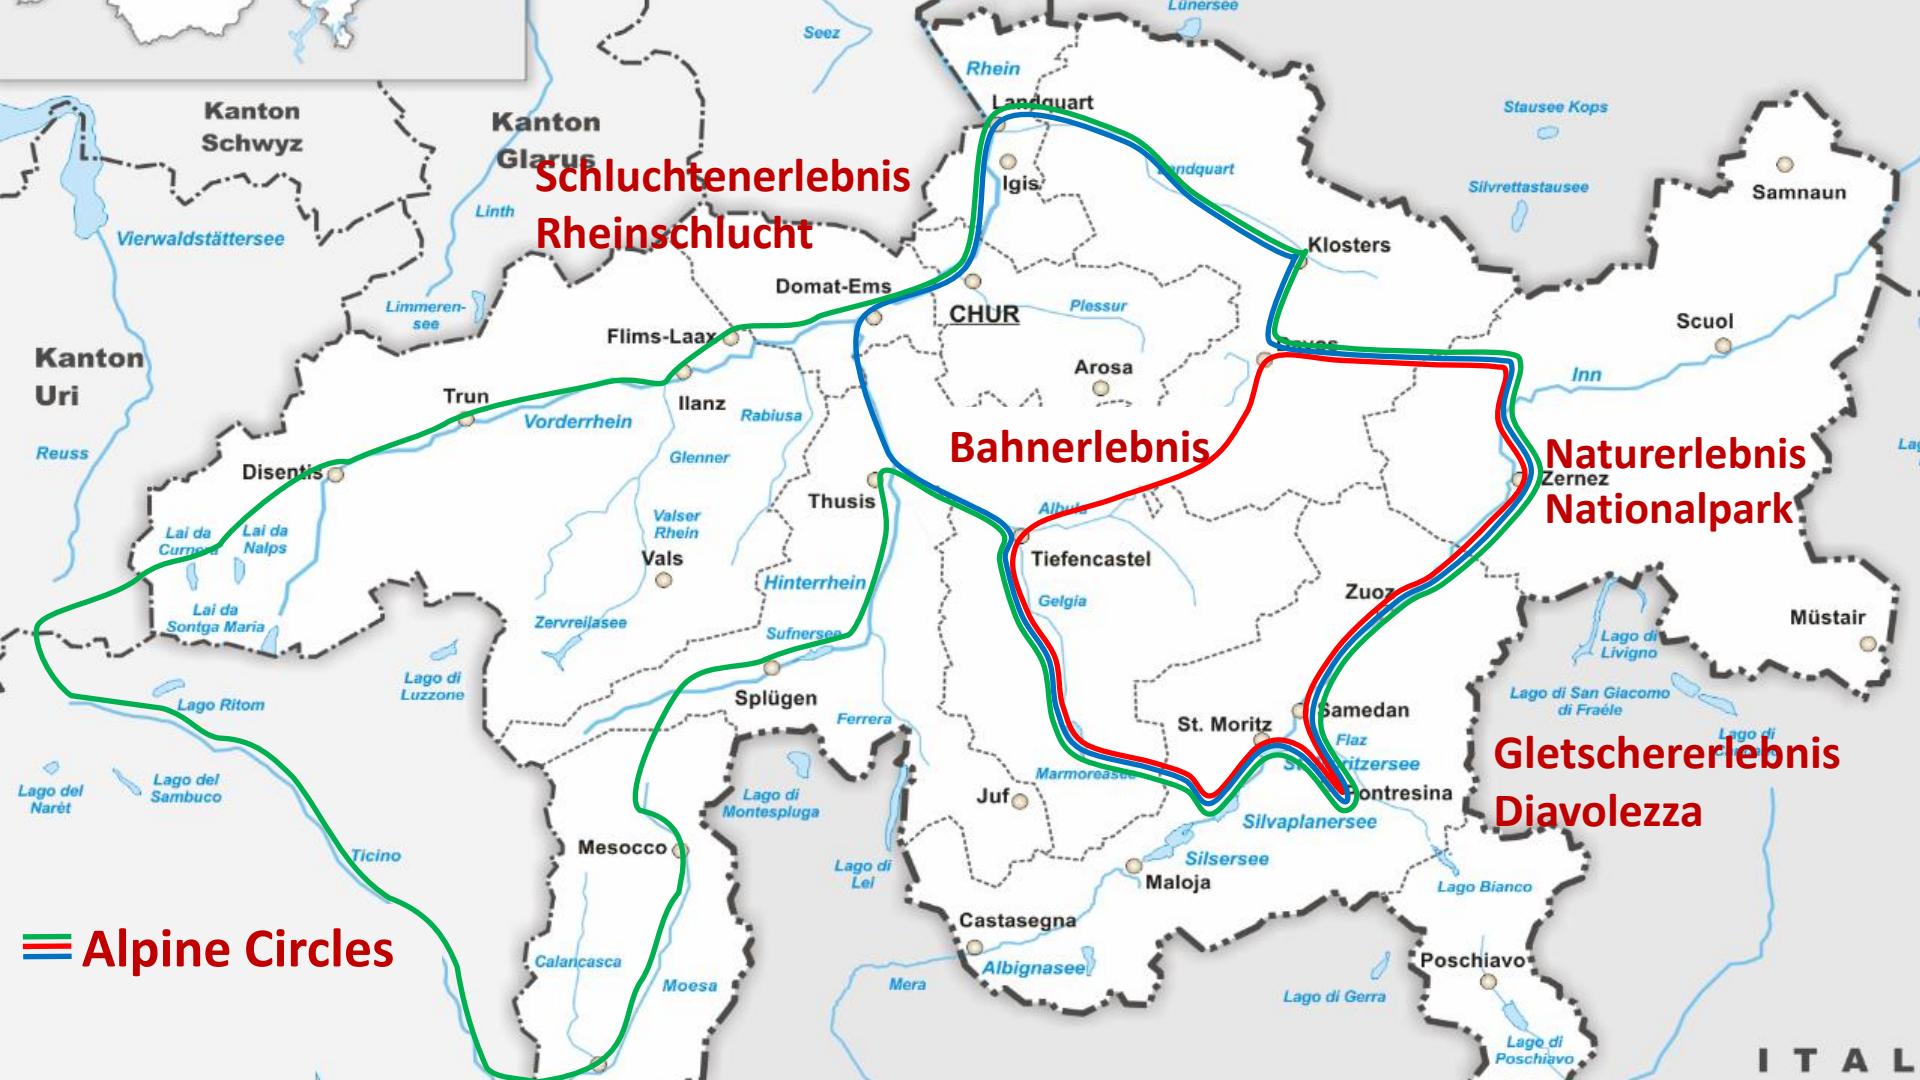 Lünersee
Seez
Rhein
Kanton
Schwyz
Kanton
Glarus
Landquart
Stausee Kops
Schluchtenerlebnis
Rheinschlucht
Landquart
Igis
Silvrettastausee
Samnaun
Linth
Vierwaldstättersee
Klosters
Domat-Ems
Limmeren-
see
CHUR
Plessur
Flims-Laax
Davos
Scuol
Kanton
Uri
Arosa
Inn
Trun
Ilanz
Rabiusa
Vorderrhein
Reuss
Glenner
Bahnerlebnis
Naturerlebnis
Nationalpark
Zernez
Disentis
Thusis
Albula
Lai da
Curnera
Lai da
Nalps
Valser
Rhein
Vals
Tiefencastel
Hinterrhein
Zuoz
Gelgia
Lai da
Sontga Maria
Zervreilasee
Sufnersee
Müstair
Lago di
Livigno
Lago di
Luzzone
Lago Ritom
Splügen
Ferrera
Lago di San Giacomo
di Fraéle
St. Moritz
Samedan
Flaz
Lago di
Gletschererlebnis
Diavolezza
Marmorease
Pontresina
Lago del
Narèt
Lago del
Sambuco
Lago di
Montespluga
Juf
Silvaplanersee
Mesocco
Ticino
Lago di
Lei
Silsersee
Maloja
Lago Bianco
Castasegna
Alpine Circles
Calancasca
Moesa
Albignasee
Mera
Lago di Gerra
Poschiavo
Lago di
Poschiavo
I T A L